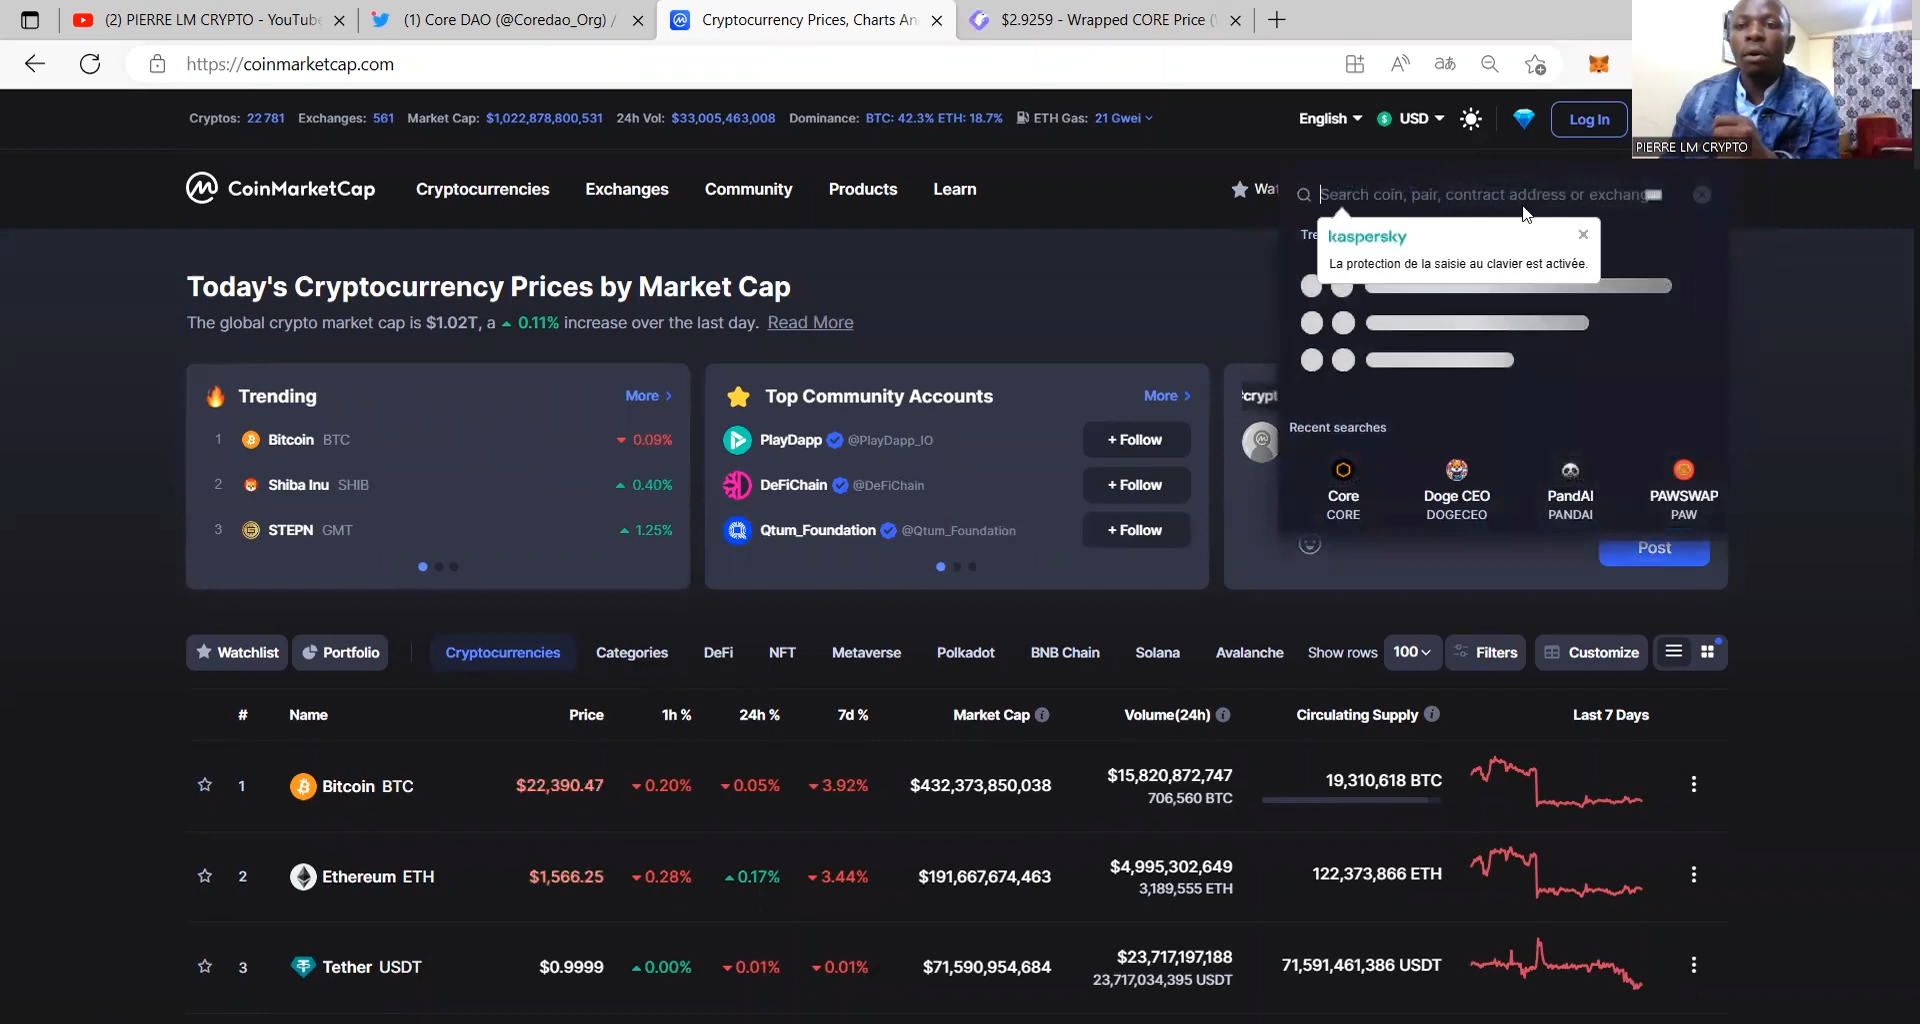 (2) PIERRE LM CRYPTO - YouTube
(1) Core DAO (@Coredao_Org) /
Cryptocurrency Prices, Charts An
$2.9259 - Wrapped CORE Price (
https://coinmarketcap.com
PIERRE LM CRYPTO
Cryptos: 22781 Exchanges: 561 Market Cap: $1,022,878,800,531 24h Vol: $33,005,463,008 Dominance: BTC: 42.3% ETH: 18.7% ETH Gas: 21 Gwei
English USD Log In
CoinMarketCap Cryptocurrencies Exchanges Community Products Learn Wat
Search coin, pair, contract address or exchang
Tre
kaspersky
La protection de la saisie au clavier est activée.
Today's Cryptocurrency Prices by Market Cap
The global crypto market cap is $1.02T, a 0.11% increase over the last day. Read More
Trending More
1 Bitcoin BTC 0.09%
2 Shiba Inu SHIB 0.40%
3 STEPN GMT 1.25%
Top Community Accounts More
PlayDapp @PlayDapp_IO + Follow
DeFiChain @DeFiChain + Follow
Qtum_Foundation @Qtum_Foundation + Follow
crypt
Recent searches
Core Doge CEO PandAI PAWSWAP
CORE DOGECEO PANDAI PAW
Post
Watchlist Portfolio Cryptocurrencies Categories DeFi NFT Metaverse Polkadot BNB Chain Solana Avalanche Show rows 100 Filters Customize
# Name Price 1h % 24h % 7d % Market Cap Volume(24h) Circulating Supply Last 7 Days
1 Bitcoin BTC $22,390.47 0.20% 0.05% 3.92% $432,373,850,038 $15,820,872,747 19,310,618 BTC
706,560 BTC
2 Ethereum ETH $1,566.25 0.28% 0.17% 3.44% $191,667,674,463 $4,995,302,649 122,373,866 ETH
3,189,555 ETH
3 Tether USDT $0.9999 0.00% 0.01% 0.01% $71,590,954,684 $23,717,197,188 71,591,461,386 USDT
23,717,034,395 USDT